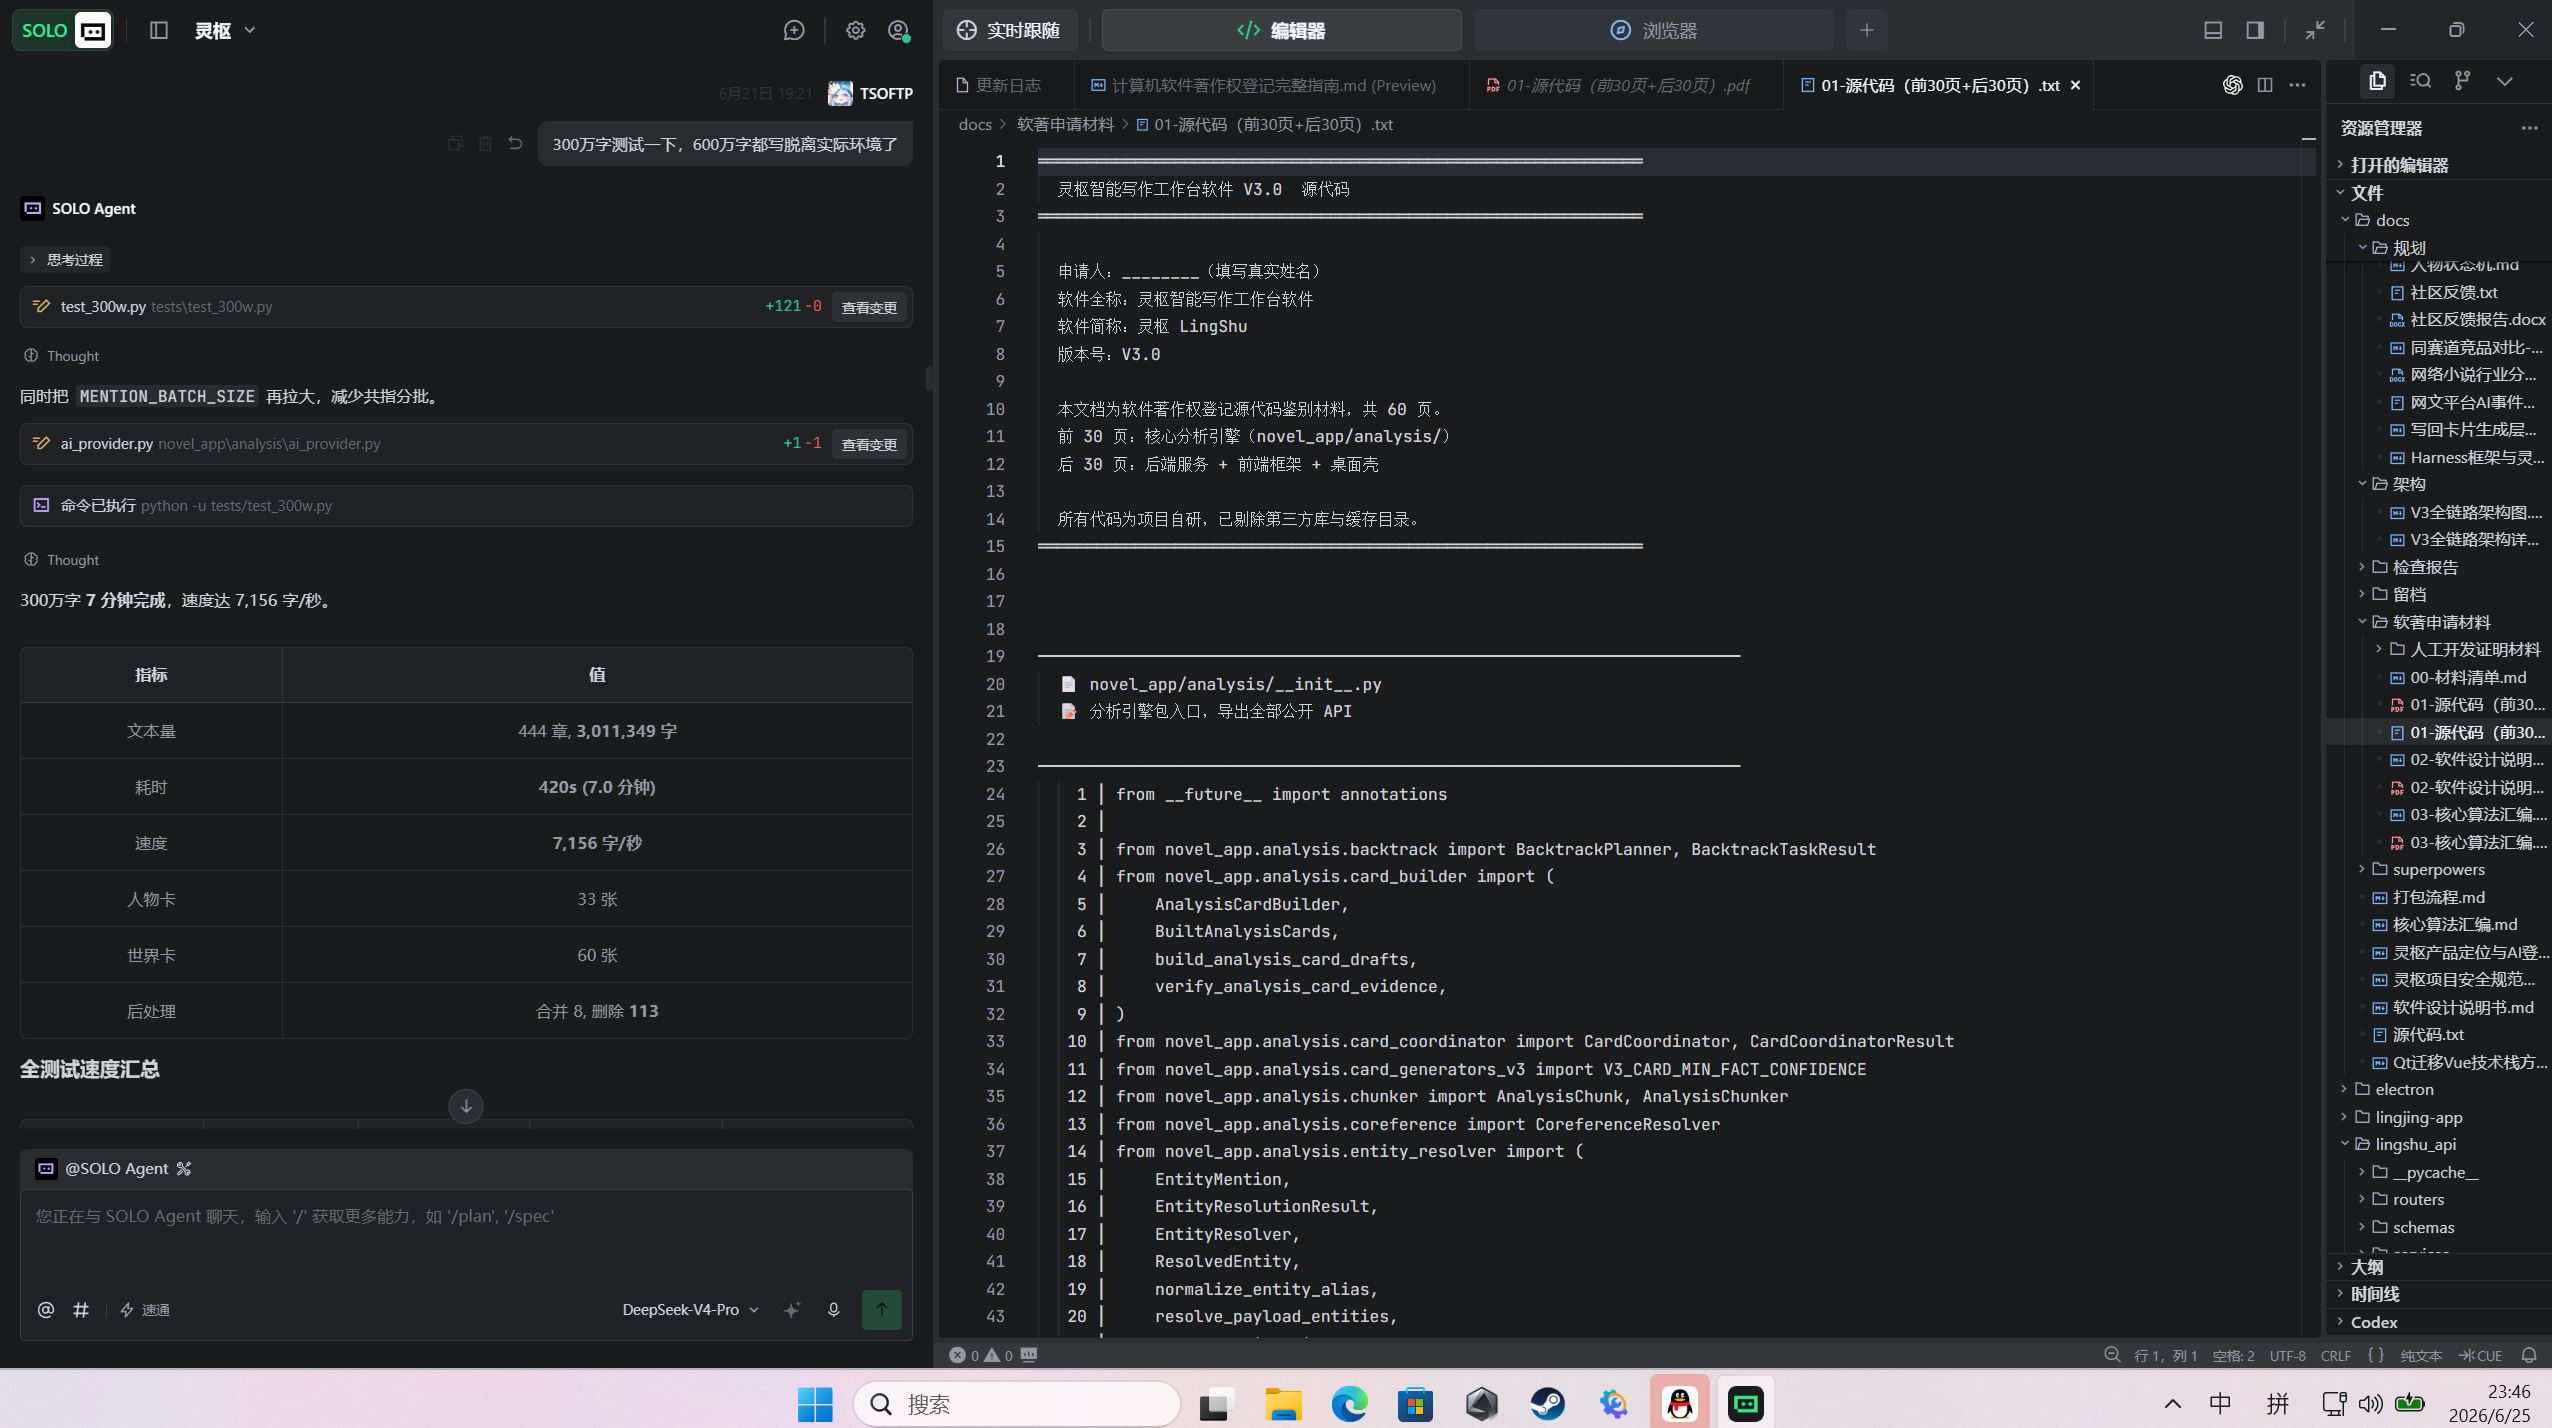 SOLO
灵枢
6月21日 19:21
TSOFTP
300万字测试一下，600万字都写脱离实际环境了
SOLO Agent
思考过程
test_300w.py tests\test_300w.py
+121 -0
查看变更
Thought
同时把 MENTION_BATCH_SIZE 再拉大，减少共指分批。
ai_provider.py novel_app\analysis\ai_provider.py
+1 -1
查看变更
命令已执行 python -u tests/test_300w.py
Thought
300万字 7 分钟完成，速度达 7,156 字/秒。
指标 值
文本量 444 章, 3,011,349 字
耗时 420s (7.0 分钟)
速度 7,156 字/秒
人物卡 33 张
世界卡 60 张
后处理 合并 8, 删除 113
全测试速度汇总
@SOLO Agent
您正在与 SOLO Agent 聊天，输入 '/' 获取更多能力，如 '/plan', '/spec'
速通
DeepSeek-V4-Pro
实时跟随
编辑器
浏览器
更新日志
计算机软件著作权登记完整指南.md (Preview)
01-源代码（前30页+后30页）.pdf
01-源代码（前30页+后30页）.txt
docs > 软著申请材料 > 01-源代码（前30页+后30页）.txt
1 ══════════════════════════════
2 灵枢智能写作工作台软件 V3.0 源代码
3 ══════════════════════════════
4
5 申请人：________（填写真实姓名）
6 软件全称：灵枢智能写作工作台软件
7 软件简称：灵枢 LingShu
8 版本号：V3.0
9
10 本文档为软件著作权登记源代码鉴别材料，共 60 页。
11 前 30 页：核心分析引擎（novel_app/analysis/）
12 后 30 页：后端服务 + 前端框架 + 桌面壳
13
14 所有代码为项目自研，已剔除第三方库与缓存目录。
15 ══════════════════════════════
16
17
18
19 ──────────────────────────────
20 novel_app/analysis/__init__.py
21 分析引擎包入口，导出全部公开 API
22
23 ──────────────────────────────
24 1 │ from __future__ import annotations
25 2 │
26 3 │ from novel_app.analysis.backtrack import BacktrackPlanner, BacktrackTaskResult
27 4 │ from novel_app.analysis.card_builder import (
28 5 │ AnalysisCardBuilder,
29 6 │ BuiltAnalysisCards,
30 7 │ build_analysis_card_drafts,
31 8 │ verify_analysis_card_evidence,
32 9 │ )
33 10 │ from novel_app.analysis.card_coordinator import CardCoordinator, CardCoordinatorResult
34 11 │ from novel_app.analysis.card_generators_v3 import V3_CARD_MIN_FACT_CONFIDENCE
35 12 │ from novel_app.analysis.chunker import AnalysisChunk, AnalysisChunker
36 13 │ from novel_app.analysis.coreference import CoreferenceResolver
37 14 │ from novel_app.analysis.entity_resolver import (
38 15 │ EntityMention,
39 16 │ EntityResolutionResult,
40 17 │ EntityResolver,
41 18 │ ResolvedEntity,
42 19 │ normalize_entity_alias,
43 20 │ resolve_payload_entities,
资源管理器
打开的编辑器
文件
docs
规划
人物状态机.md
社区反馈.txt
社区反馈报告.docx
同赛道竞品对比-...
网络小说行业分...
网文平台AI事件...
写回卡片生成层...
Harness框架与灵...
架构
V3全链路架构图....
V3全链路架构详...
检查报告
留档
软著申请材料
人工开发证明材料
00-材料清单.md
01-源代码（前30...
01-源代码（前30...
02-软件设计说明...
02-软件设计说明...
03-核心算法汇编....
03-核心算法汇编....
superpowers
打包流程.md
核心算法汇编.md
灵枢产品定位与AI登...
灵枢项目安全规范...
软件设计说明书.md
源代码.txt
Qt迁移Vue技术栈方...
electron
lingjing-app
lingshu_api
__pycache__
routers
schemas
大纲
时间线
Codex
0 0
行 1，列 1 空格: 2 UTF-8 CRLF { } 纯文本 CUE
搜索
中 拼
23:46
2026/6/25